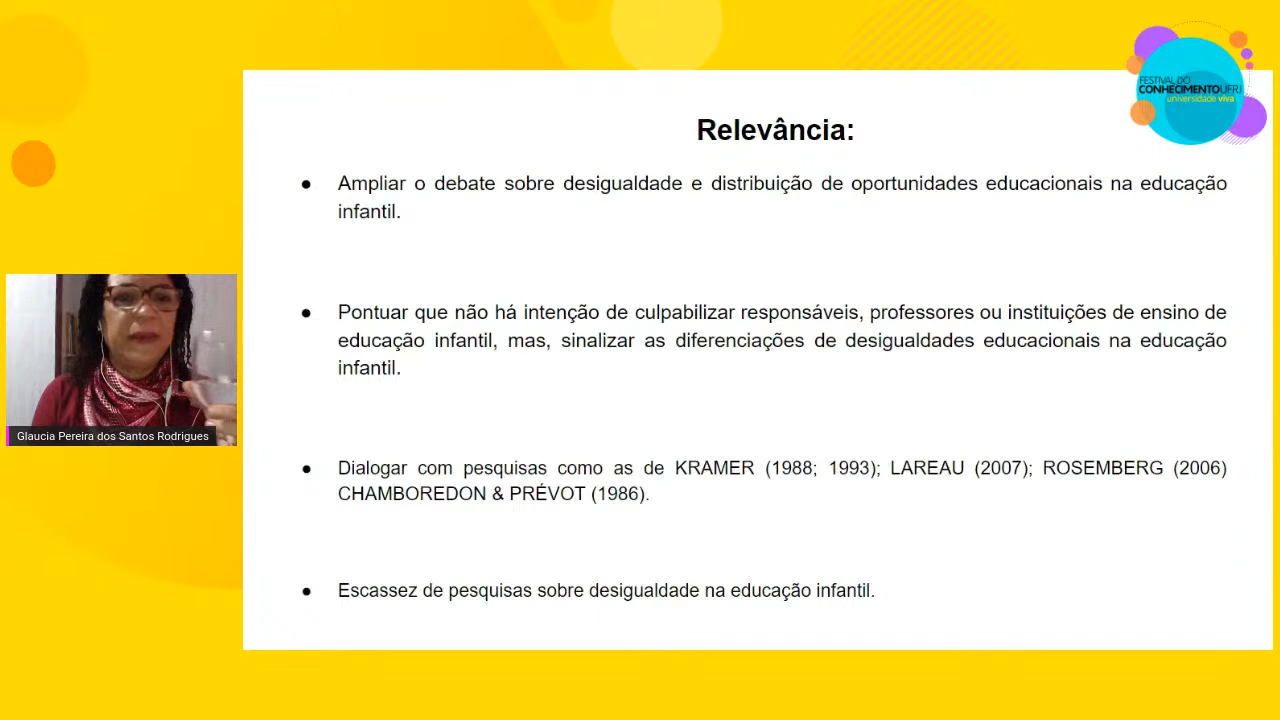 FESTIVAL DO
CONHECIMENTO UFRJ
universidade viva
Relevância:
● Ampliar o debate sobre desigualdade e distribuição de oportunidades educacionais na educação
infantil.
● Pontuar que não há intenção de culpabilizar responsáveis, professores ou instituições de ensino de
educação infantil, mas, sinalizar as diferenciações de desigualdades educacionais na educação
infantil.
● Dialogar com pesquisas como as de KRAMER (1988; 1993); LAREAU (2007); ROSEMBERG (2006)
CHAMBOREDON & PRÉVOT (1986).
● Escassez de pesquisas sobre desigualdade na educação infantil.
Glaucia Pereira dos Santos Rodrigues